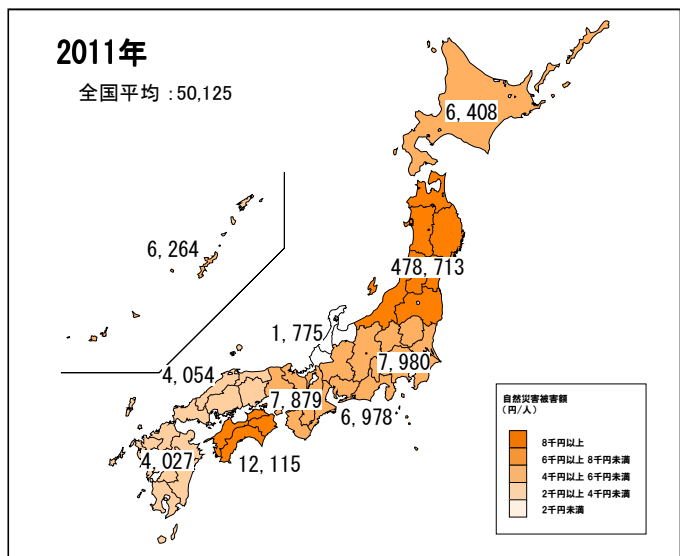 2011年
全国平均 :50,125
6,408
6,264
478,713
1,775
7,980
4,054
7,879
6,978
4,027
12,115
自然災害被害額
(円/人)
8千円以上
6千円以上 8千円未満
4千円以上 6千円未満
2千円以上 4千円未満
2千円未満